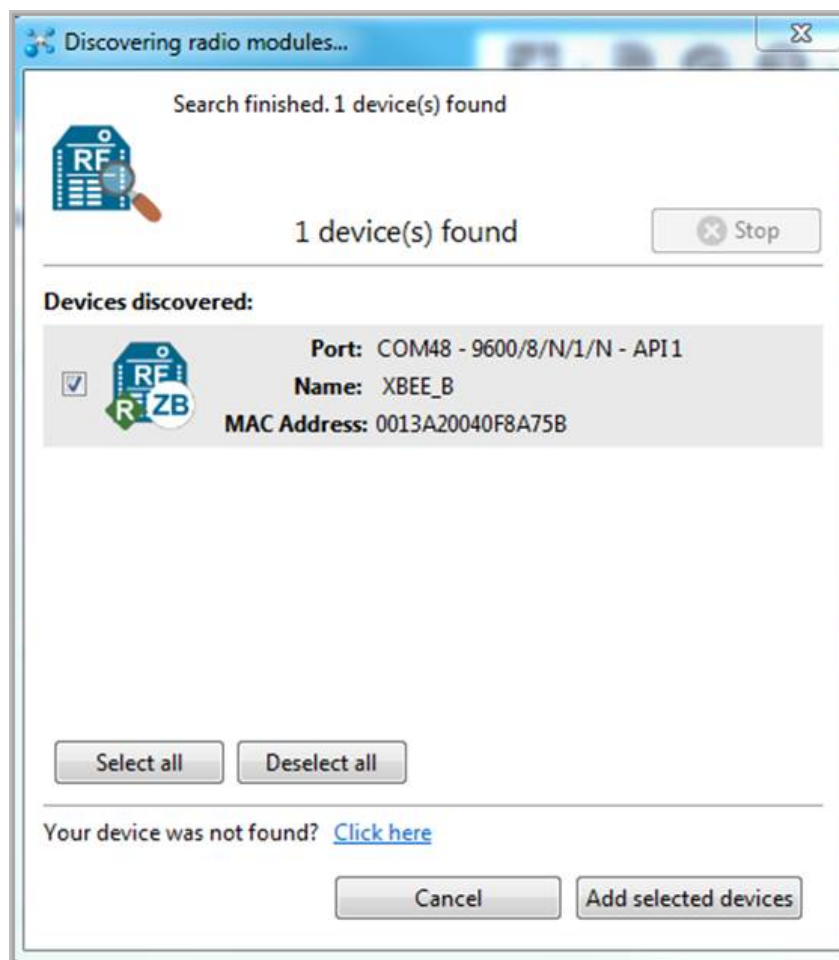 Discovering radio modules...
Search finished. 1 device(s) found
RF
1 device(s) found
Stop
Devices discovered:
RF
R ZB
Port: COM48 - 9600/8/N/1/N - API 1
Name: XBEE_B
MAC Address: 0013A20040F8A75B
Select all Deselect all
Your device was not found? Click here
Cancel Add selected devices